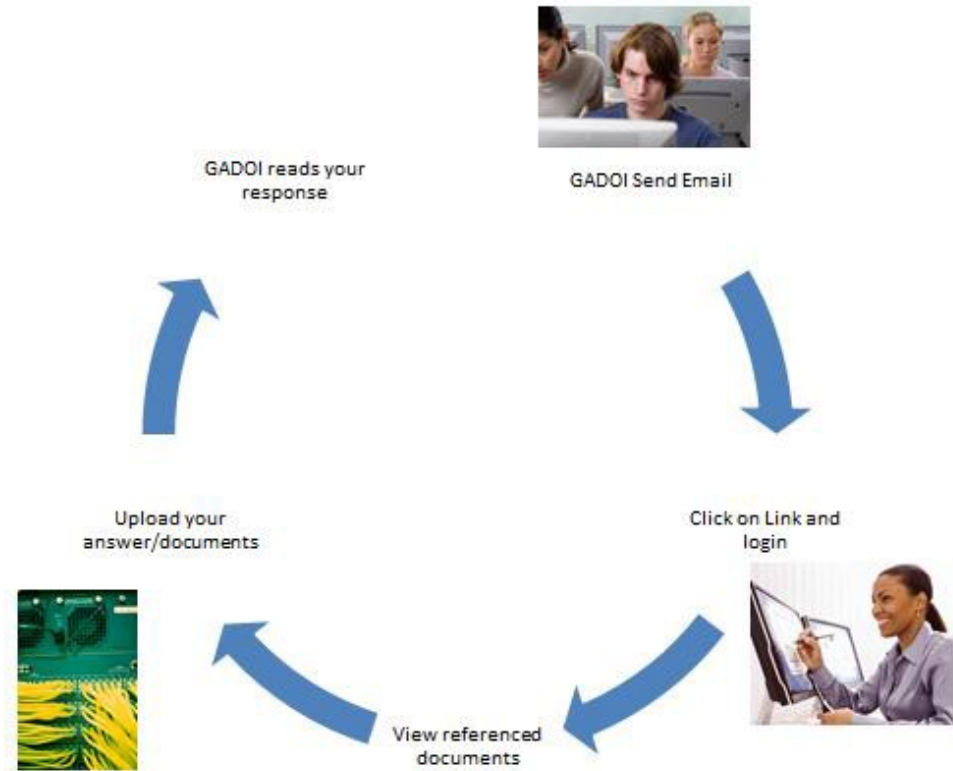 GADOI Send Email
Click on Link and
login
View referenced
documents
Upload your
answer/documents
GADOI reads your
response